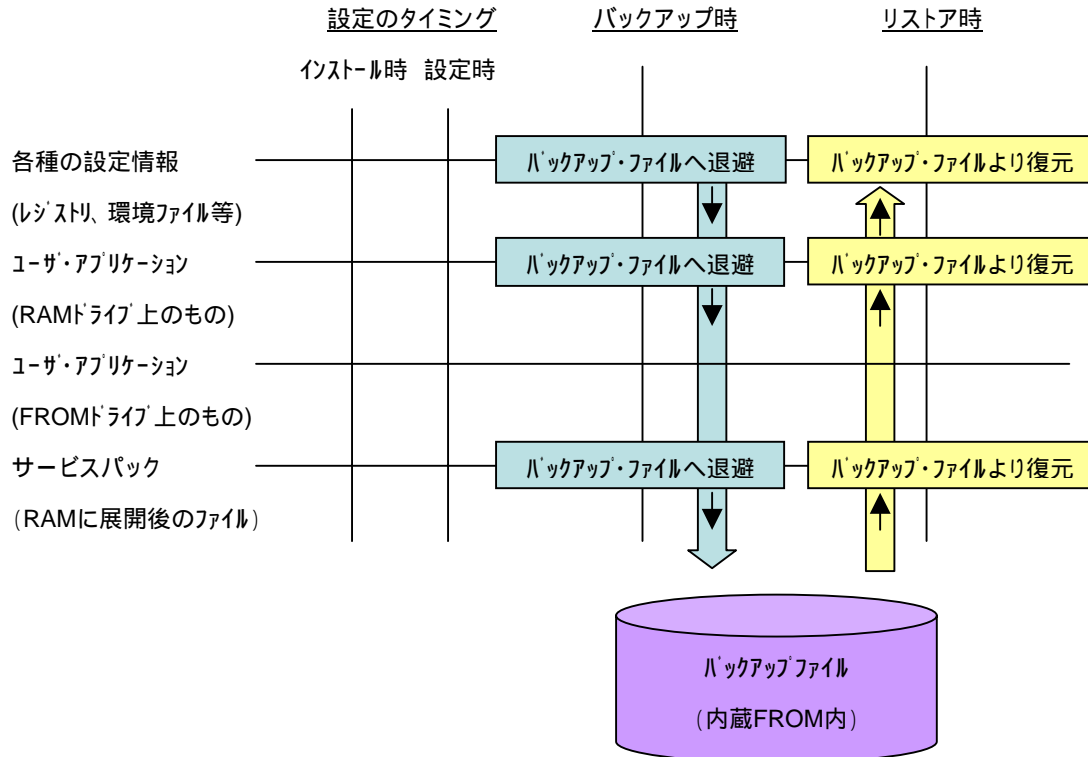 設定のタイミング バックアップ時 リストア時
ｲﾝｽﾄｰﾙ時 設定時
各種の設定情報 ﾊﾞｯｸｱｯﾌﾟ・ﾌｧｲﾙへ退避 ﾊﾞｯｸｱｯﾌﾟ・ﾌｧｲﾙより復元
(ﾚｼﾞｽﾄﾘ、環境ﾌｧｲﾙ等)
ﾕｰｻﾞ・ｱﾌﾟﾘｹｰｼｮﾝ ﾊﾞｯｸｱｯﾌﾟ・ﾌｧｲﾙへ退避 ﾊﾞｯｸｱｯﾌﾟ・ﾌｧｲﾙより復元
(RAMﾄﾞﾗｲﾌﾞ上のもの)
ﾕｰｻﾞ・ｱﾌﾟﾘｹｰｼｮﾝ
(FROMﾄﾞﾗｲﾌﾞ上のもの)
サービスパック ﾊﾞｯｸｱｯﾌﾟ・ﾌｧｲﾙへ退避 ﾊﾞｯｸｱｯﾌﾟ・ﾌｧｲﾙより復元
(RAMに展開後のﾌｧｲﾙ)
ﾊﾞｯｸｱｯﾌﾟﾌｧｲﾙ
(内蔵FROM内)